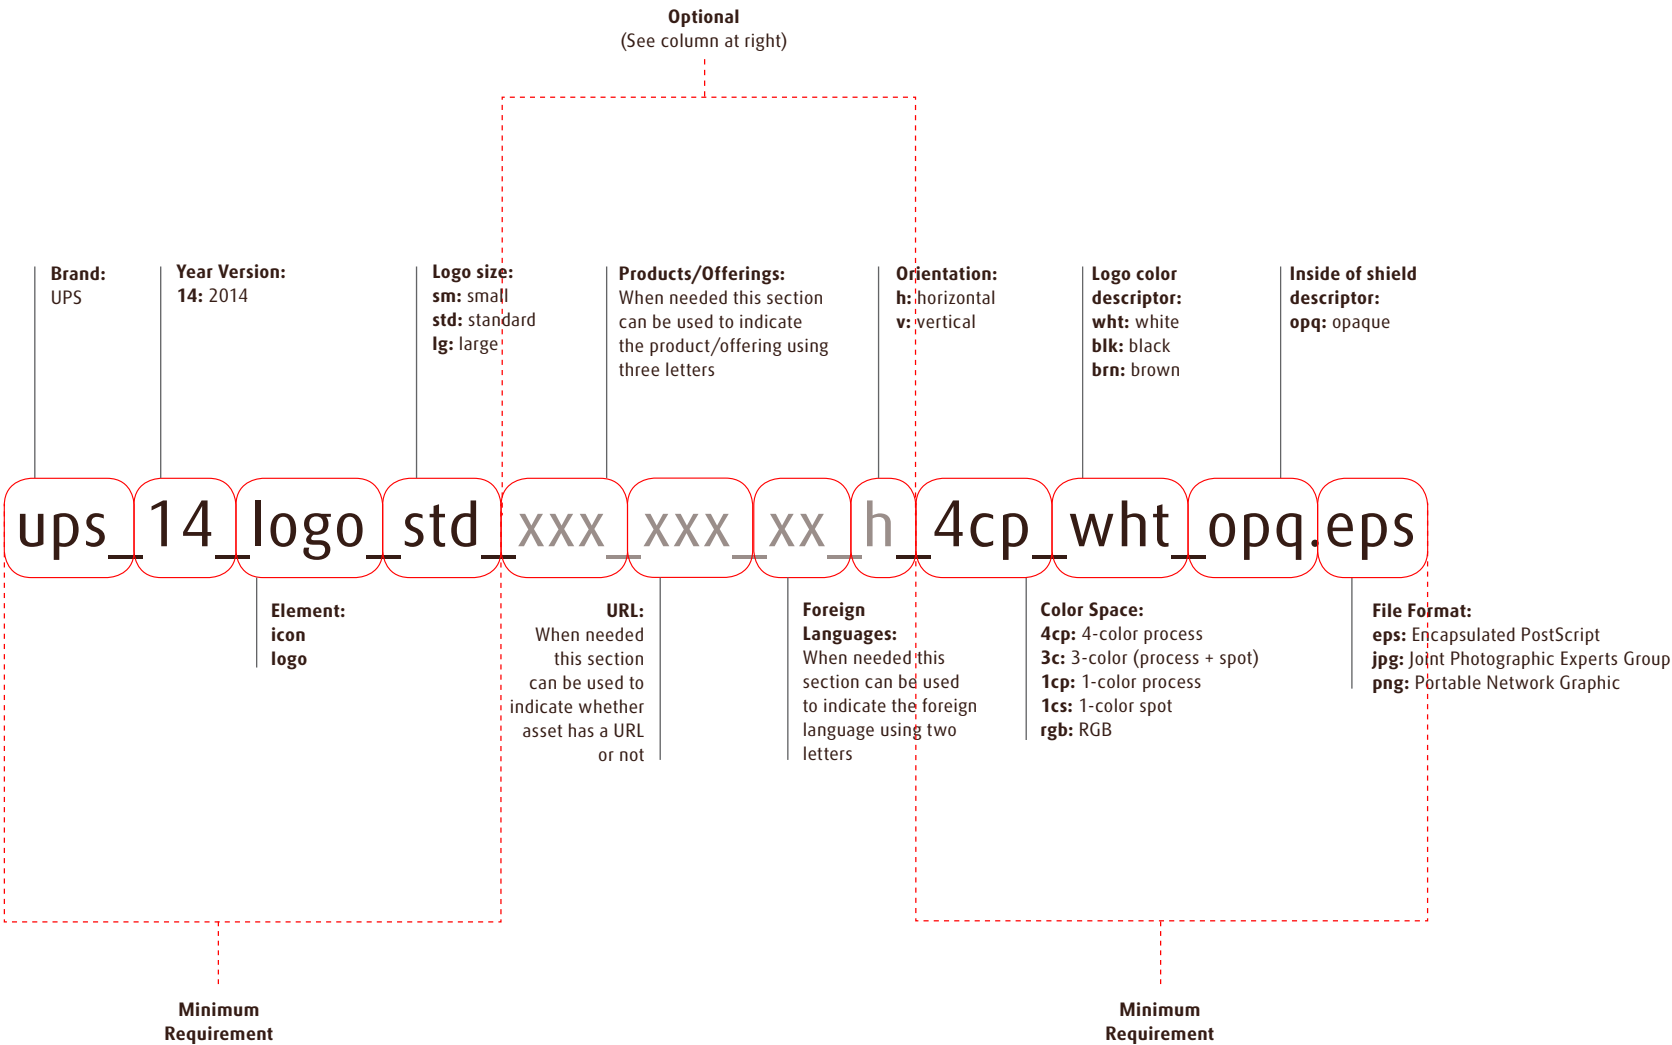 Optional
(See column at right)
Brand:
UPS
Year Version:
14: 2014
Logo size:
sm: small
std: standard
lg: large
Products/Offerings:
When needed this section
can be used to indicate
the product/offering using
three letters
Orientation:
h: horizontal
v: vertical
Logo color
descriptor:
wht: white
blk: black
brn: brown
Inside of shield
descriptor:
opq: opaque
ups_14_logo_std_xxx_xxx_xx_h_4cp_wht_opq.eps
Element:
icon
logo
URL:
When needed
this section
can be used to
indicate whether
asset has a URL
or not
Foreign
Languages:
When needed this
section can be used
to indicate the foreign
language using two
letters
Color Space:
4cp: 4-color process
3c: 3-color (process + spot)
1cp: 1-color process
1cs: 1-color spot
rgb: RGB
File Format:
eps: Encapsulated PostScript
jpg: Joint Photographic Experts Group
png: Portable Network Graphic
Minimum
Requirement
Minimum
Requirement